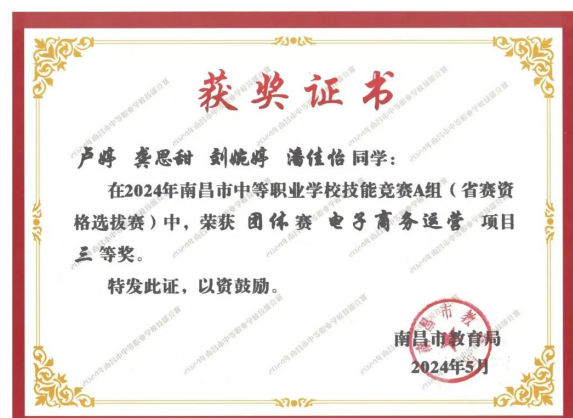 获奖证书
卢婷 龚思甜 刘婉婷 潘佳怡 同学：
在2024年南昌市中等职业学校技能竞赛A组（省赛资
格选拔赛）中，荣获 团体 赛 电子商务运营 项目
三 等奖。
特发此证，以资鼓励。
南昌市教育局
2024年5月